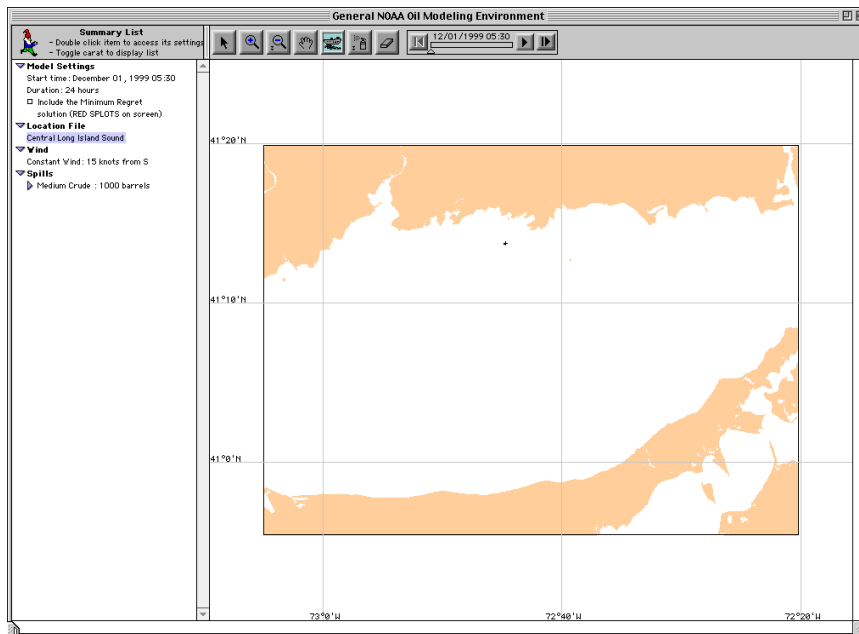 General NOAA Oil Modeling Environment
Summary List
- Double click item to access its settings
- Toggle carat to display list
12/01/1999 05:30
Model Settings
Start time: December 01, 1999 05:30
Duration: 24 hours
Include the Minimum Regret
solution (RED SPLOTS on screen)
Location File
Central Long Island Sound
Wind
Constant Wind: 15 knots from S
Spills
Medium Crude : 1000 barrels
41°20'N
41°10'N
41°0'N
73°0'W
72°40'W
72°20'W